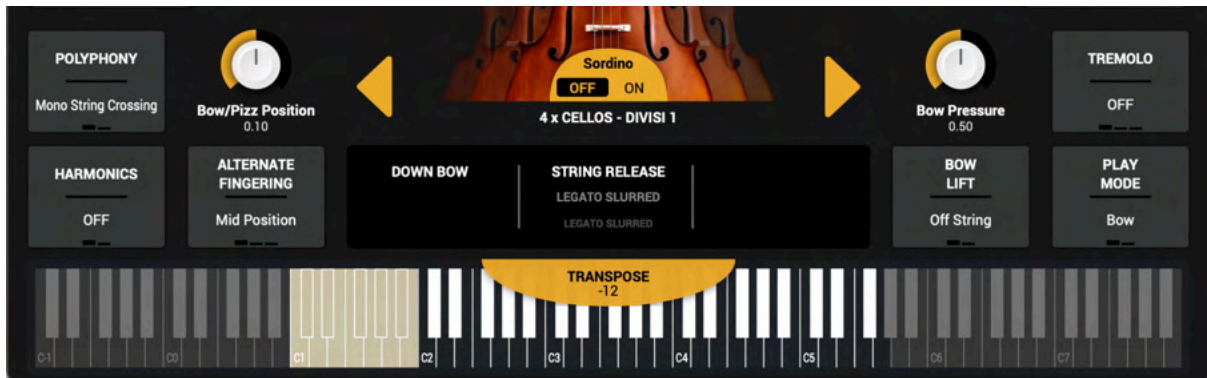 POLYPHONY
Mono String Crossing
Bow/Pizz Position
0.10
Sordino
OFF ON
4 x CELLOS - DIVISI 1
Bow Pressure
0.50
TREMOLO
OFF
HARMONICS
OFF
ALTERNATE
FINGERING
Mid Position
DOWN BOW
STRING RELEASE
LEGATO SLURRED
LEGATO SLURRED
BOW
LIFT
Off String
PLAY
MODE
Bow
TRANSPOSE
-12
C-1 C0 C1 C2 C3 C4 C5 C6 C7